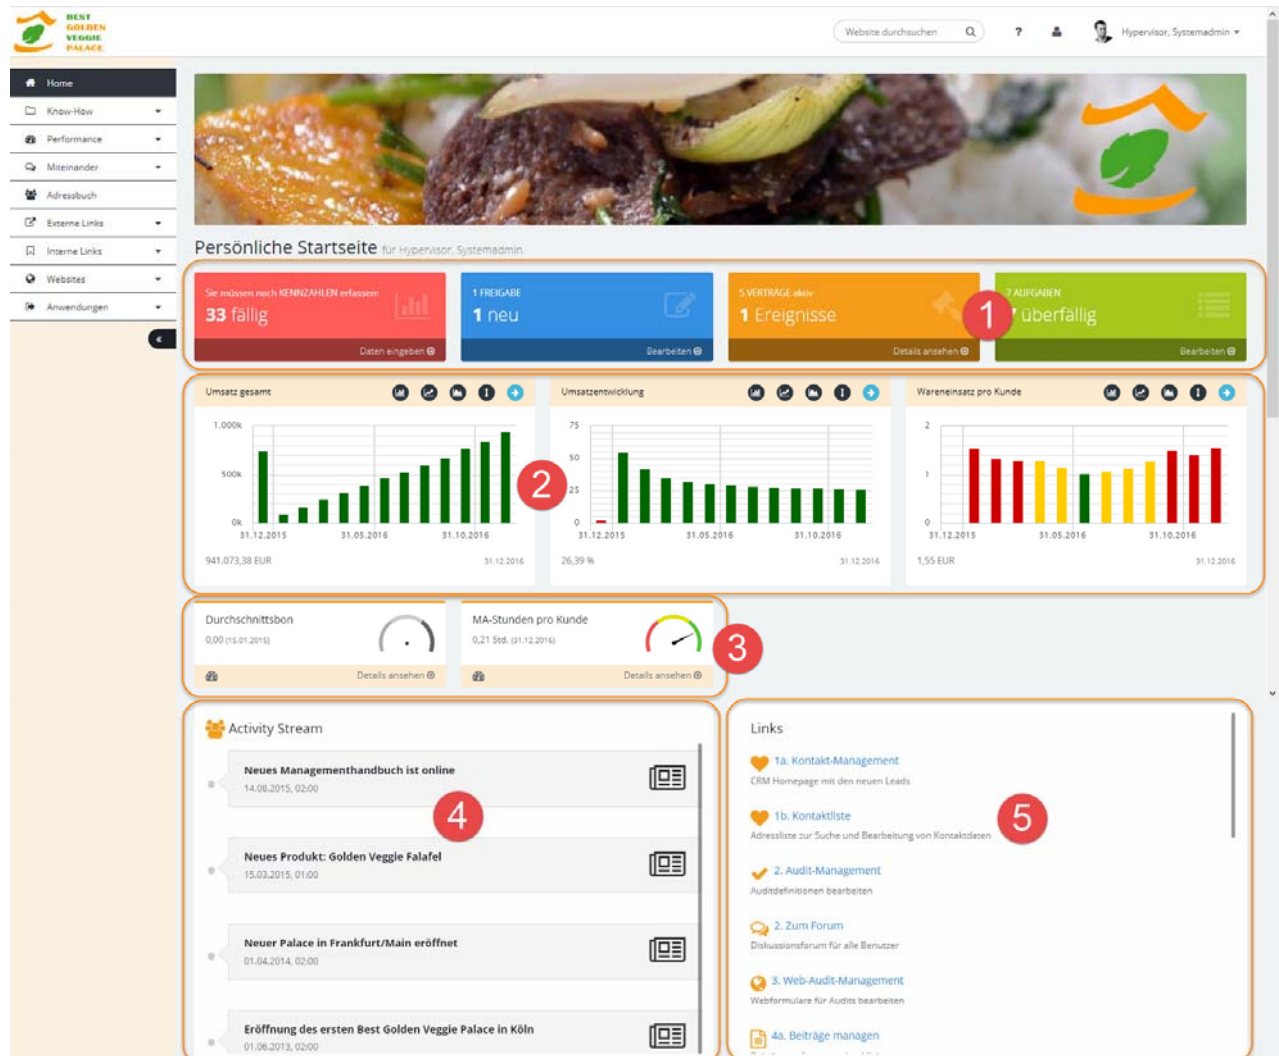 BEST
GOLDEN
VEGGIE
PALACE
Website durchsuchen
?
Hypervisor, Systemadmin
Home
Know-How
Performance
Miteinander
Adressbuch
Externe Links
Interne Links
Websites
Anwendungen
Persönliche Startseite für Hypervisor, Systemadmin
Sie müssen noch KENNZAHLEN erfassen
33 fällig
Daten eingeben
1 FREIGABE
1 neu
Bearbeiten
5 VERTRÄGE aktiv
1 Ereignisse
Details ansehen
1
7 AUFGABEN
überfällig
Bearbeiten
Umsatz gesamt
1.000k
500k
0k
31.12.2015 31.05.2016 31.10.2016
941.073,38 EUR 31.12.2016
2
Umsatzentwicklung
75
50
25
0
31.12.2015 31.05.2016 31.10.2016
26,39 % 31.12.2016
Wareneinsatz pro Kunde
2
1
0
31.12.2015 31.05.2016 31.10.2016
1,55 EUR 31.12.2016
Durchschnittsbon
0,00 (15.01.2015)
Details ansehen
MA-Stunden pro Kunde
0,21 Std. (31.12.2016)
Details ansehen
3
Activity Stream
Neues Managementhandbuch ist online
14.08.2015, 02:00
4
Neues Produkt: Golden Veggie Falafel
15.03.2015, 01:00
Neuer Palace in Frankfurt/Main eröffnet
01.04.2014, 02:00
Eröffnung des ersten Best Golden Veggie Palace in Köln
01.06.2013, 02:00
Links
1a. Kontakt-Management
CRM Homepage mit den neuen Leads
1b. Kontaktliste
Adressliste zur Suche und Bearbeitung von Kontaktdaten
5
2. Audit-Management
Auditdefinitionen bearbeiten
2. Zum Forum
Diskussionsforum für alle Benutzer
3. Web-Audit-Management
Webformulare für Audits bearbeiten
4a. Beiträge managen